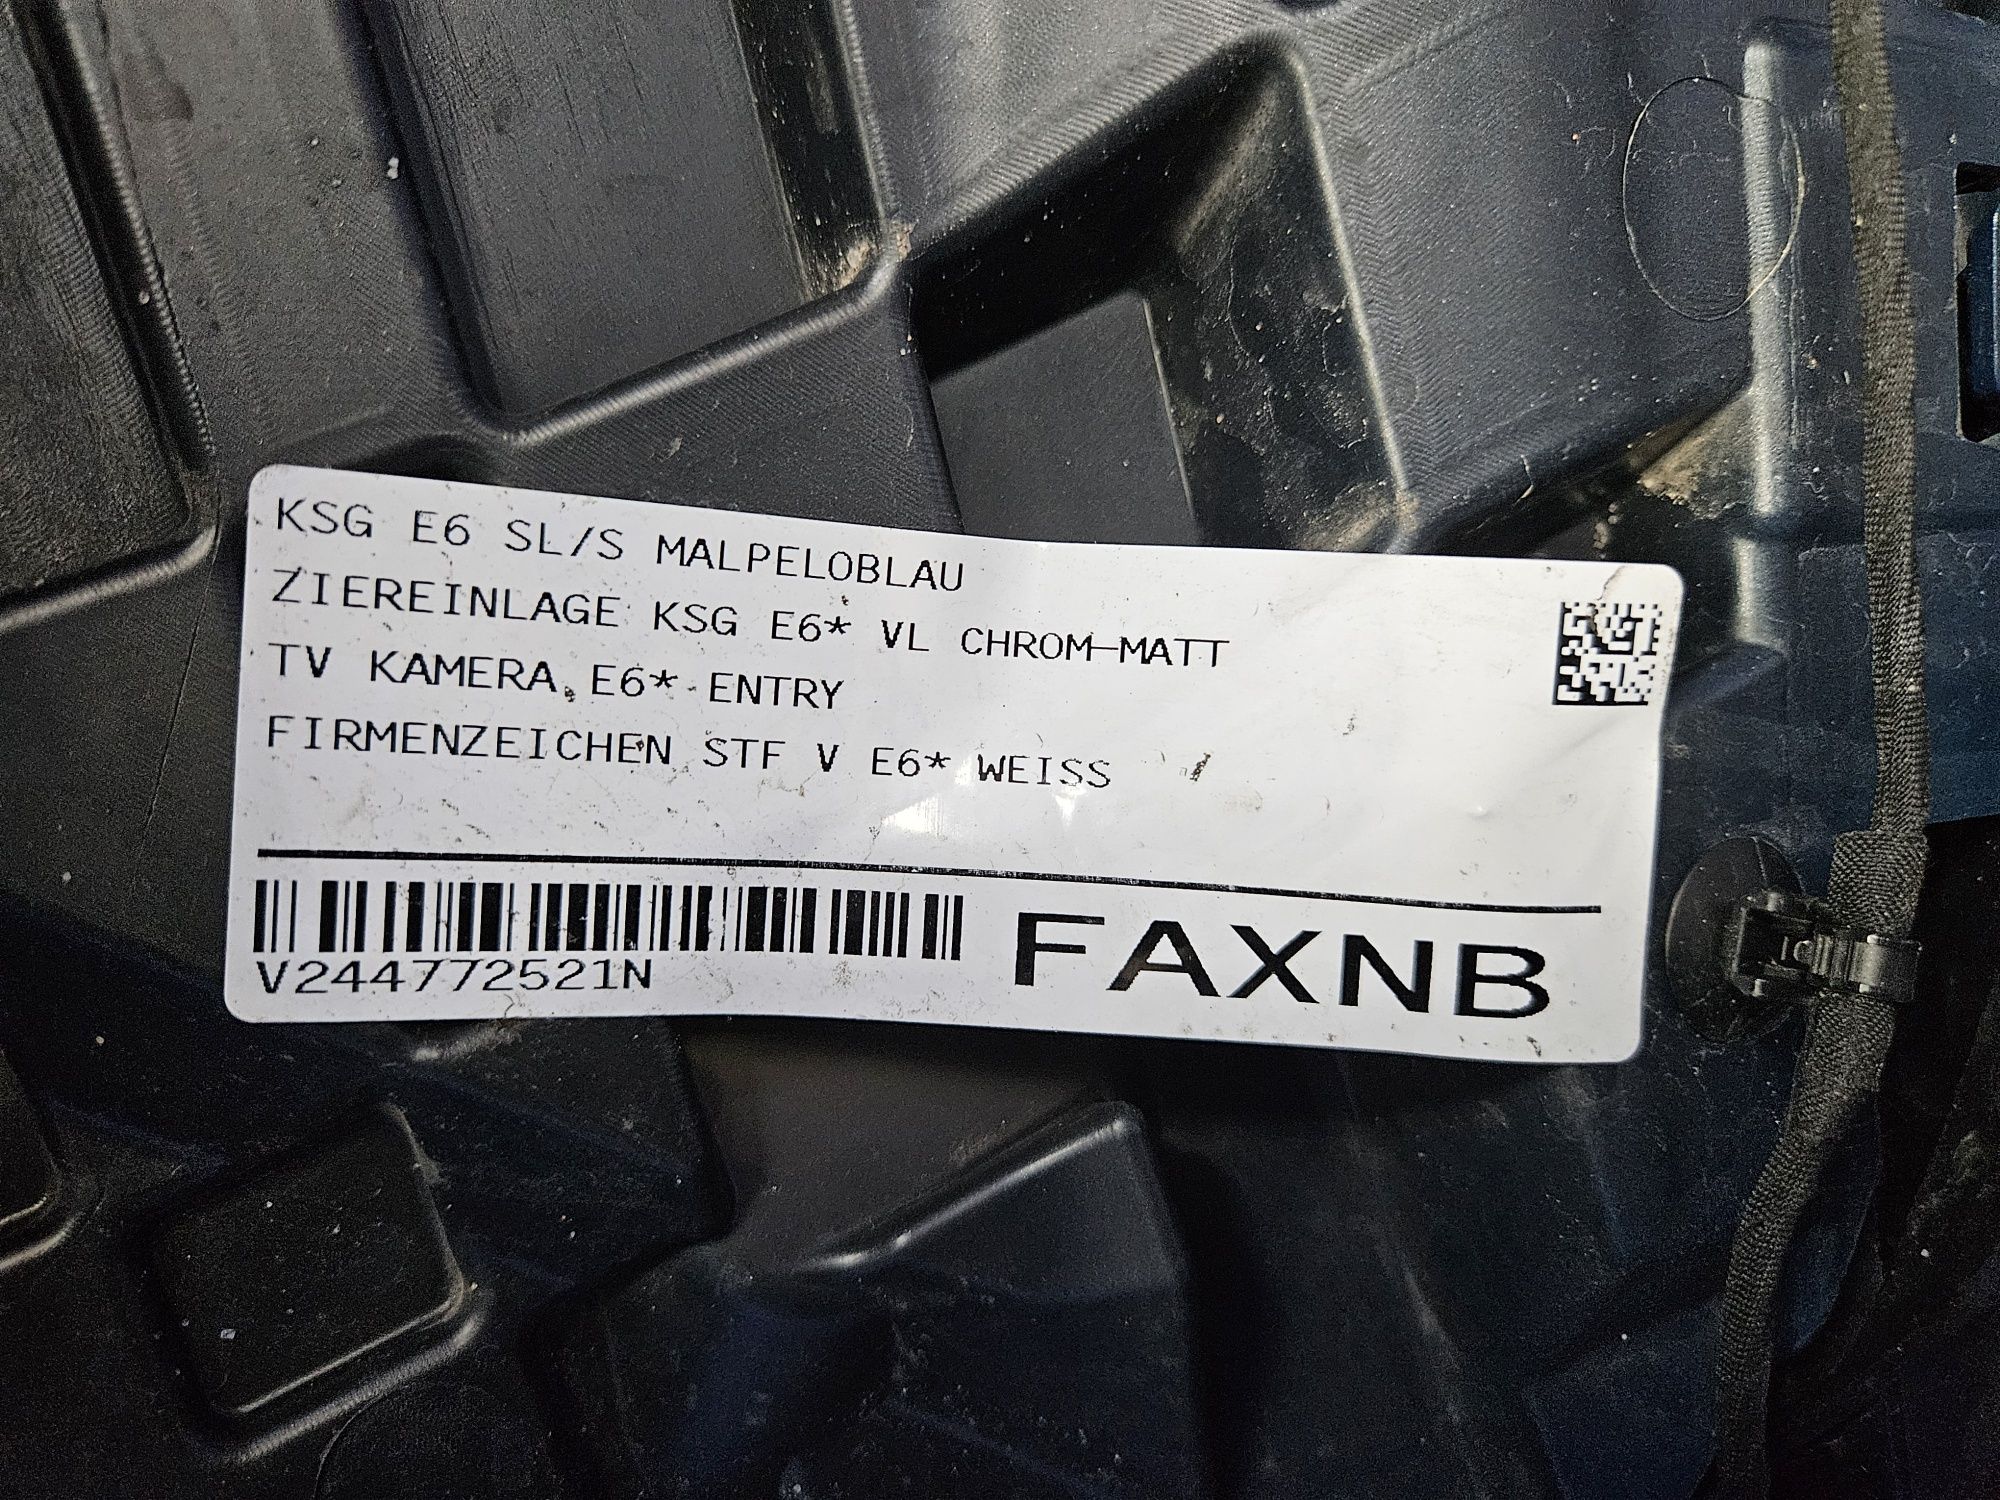 KSG E6 SL/S MALPELOBLAU
ZIEREINLAGE KSG E6* VL CHROM-MATT
TV KAMERA E6* ENTRY
FIRMENZEICHEN STF V E6* WEISS
V244772521N
FAXNB